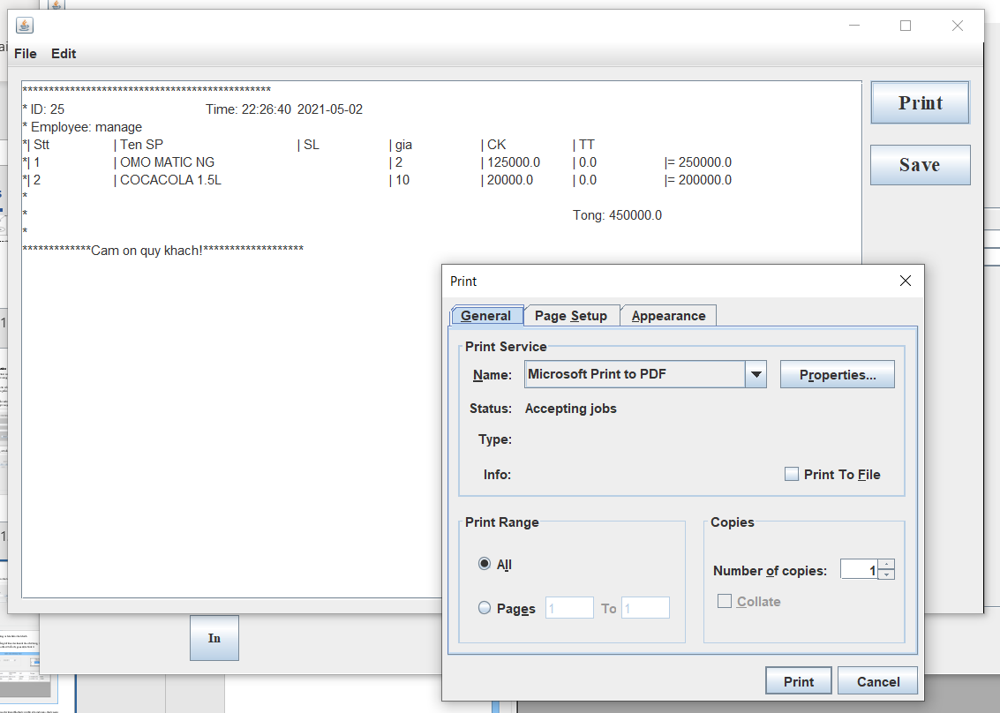 File Edit
***********************************************
* ID: 25 Time: 22:26:40 2021-05-02
* Employee: manage
*| Stt | Ten SP | SL | gia | CK | TT
*| 1 | OMO MATIC NG | 2 | 125000.0 | 0.0 |= 250000.0
*| 2 | COCACOLA 1.5L | 10 | 20000.0 | 0.0 |= 200000.0
*
* Tong: 450000.0
*
*************Cam on quy khach!*******************
Print
Save
Print
General Page Setup Appearance
Print Service
Name: Microsoft Print to PDF Properties...
Status: Accepting jobs
Type:
Info: Print To File
Print Range
All
Pages 1 To 1
Copies
Number of copies: 1
Collate
Print Cancel
In